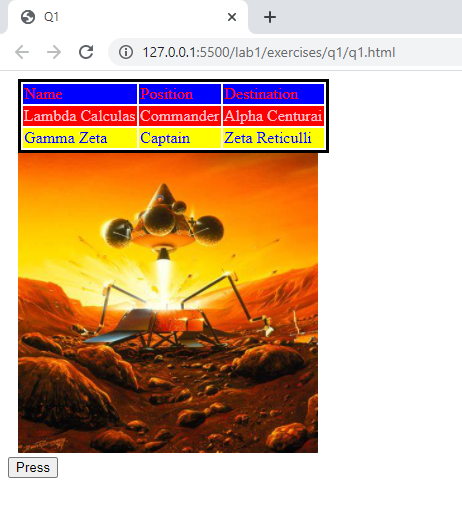 Q1
127.0.0.1:5500/lab1/exercises/q1/q1.html
Name Position Destination
Lambda Calculas Commander Alpha Centurai
Gamma Zeta Captain Zeta Reticulli
Press